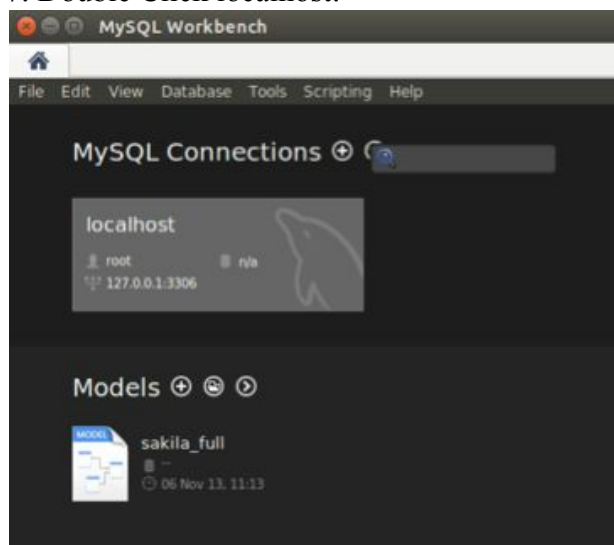 7. Double Click localhost.
MySQL Workbench
File Edit View Database Tools Scripting Help
MySQL Connections
localhost
root n/a
127.0.0.1:3306
Models
MODEL
sakila_full
--
06 Nov 13, 11:13